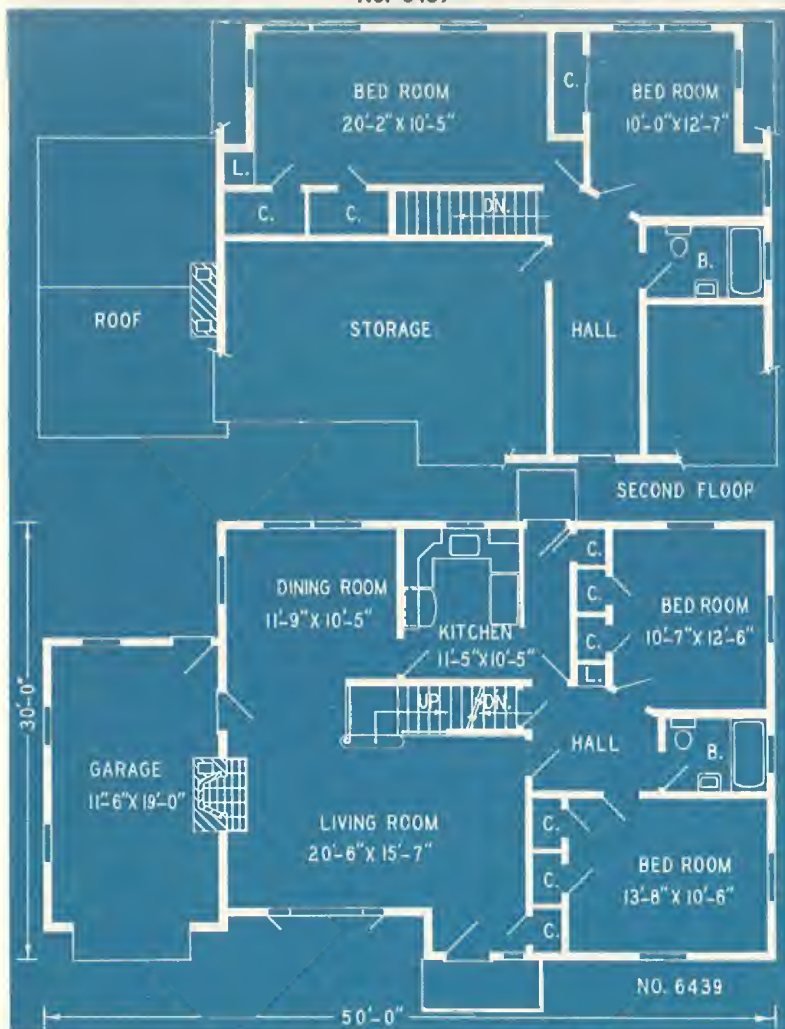 BED ROOM
20'-2" X 10'-5"
C.
BED ROOM
10'-0" X 12'-7"
L.
C.
C.
DN.
B.
ROOF
STORAGE
HALL
SECOND FLOOR
DINING ROOM
11'-9" X 10'-5"
KITCHEN
11'-5" X 10'-5"
C.
C.
C.
L.
BED ROOM
10'-7" X 12'-6"
30'-0"
UP
DN.
HALL
B.
GARAGE
11'-6" X 19'-0"
LIVING ROOM
20'-6" X 15'-7"
C.
C.
C.
BED ROOM
13'-8" X 10'-6"
NO. 6439
50'-0"